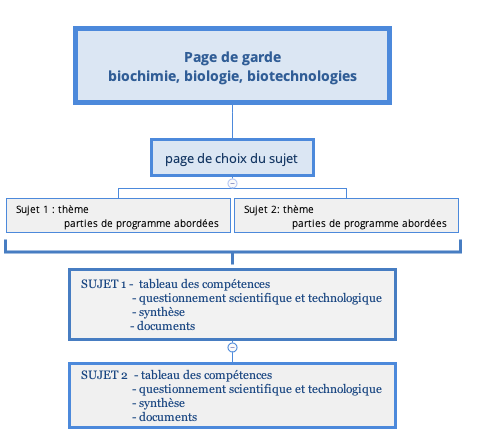 Page de garde
biochimie, biologie, biotechnologies
page de choix du sujet
Sujet 1 : thème
parties de programme abordées
Sujet 2: thème
parties de programme abordées
SUJET 1 - tableau des compétences
- questionnement scientifique et technologique
- synthèse
- documents
SUJET 2 - tableau des compétences
- questionnement scientifique et technologique
- synthèse
- documents